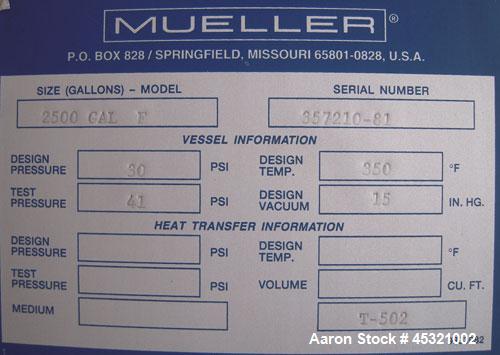 MUELLER®
P.O. BOX 828 / SPRINGFIELD, MISSOURI 65801-0828, U.S.A.
SIZE (GALLONS) – MODEL SERIAL NUMBER
2500 GAL F 357210-81
VESSEL INFORMATION
DESIGN PRESSURE 30 PSI DESIGN TEMP. 350 °F
TEST PRESSURE 41 PSI DESIGN VACUUM 15 IN. HG.
HEAT TRANSFER INFORMATION
DESIGN PRESSURE PSI DESIGN TEMP. °F
TEST PRESSURE PSI VOLUME CU. FT.
MEDIUM T-502
Aaron Stock # 45321002